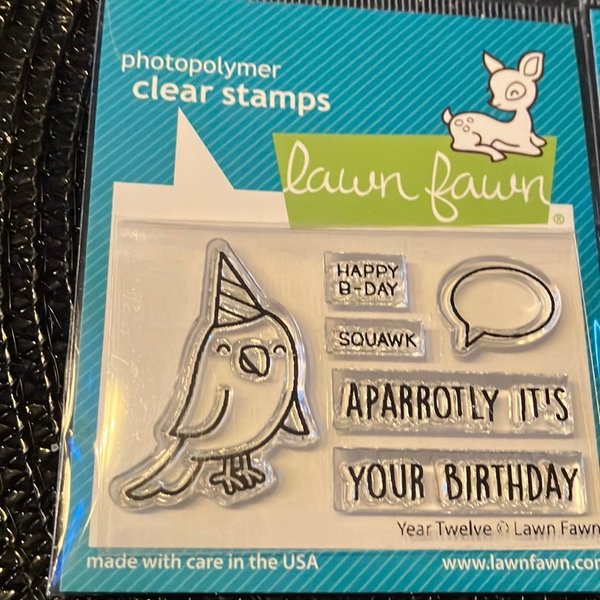 photopolymer
clear stamps
lawn fawn
®
HAPPY
B-DAY
SQUAWK
APARROTLY IT'S
YOUR BIRTHDAY
Year Twelve © Lawn Fawn
made with care in the USA
www.lawnfawn.com